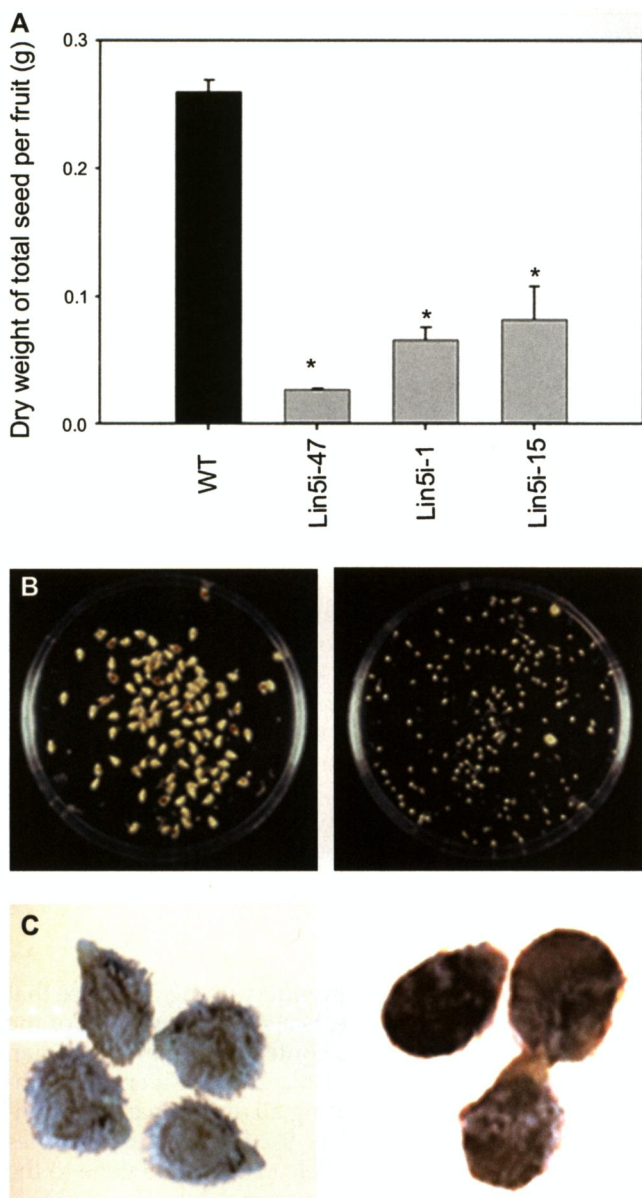 A
Dry weight of total seed per fruit (g)
0.3
0.2
0.1
0.0
*
*
*
WT
Lin5i-47
Lin5i-1
Lin5i-15
B
C